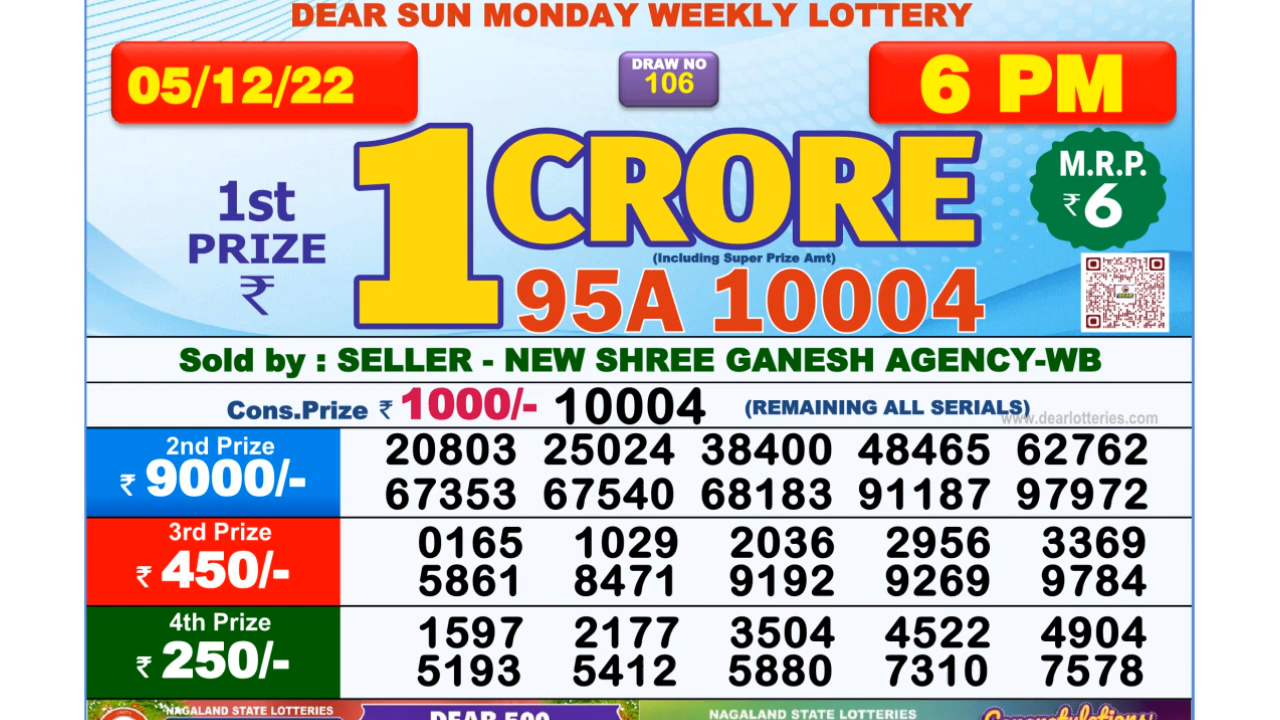 DEAR SUN MONDAY WEEKLY LOTTERY
05/12/22
DRAW NO
106
6 PM
1 CRORE
1st
PRIZE
₹
M.R.P.
₹6
(Including Super Prize Amt)
95A 10004
Sold by : SELLER - NEW SHREE GANESH AGENCY-WB
Cons.Prize ₹ 1000/- 10004 (REMAINING ALL SERIALS)
www.dearlotteries.com
2nd Prize
₹ 9000/-
20803 25024 38400 48465 62762
67353 67540 68183 91187 97972
3rd Prize
₹ 450/-
0165 1029 2036 2956 3369
5861 8471 9192 9269 9784
4th Prize
₹ 250/-
1597 2177 3504 4522 4904
5193 5412 5880 7310 7578
NAGALAND STATE LOTTERIES
DEAR 500
NAGALAND STATE LOTTERIES
Congratulations!